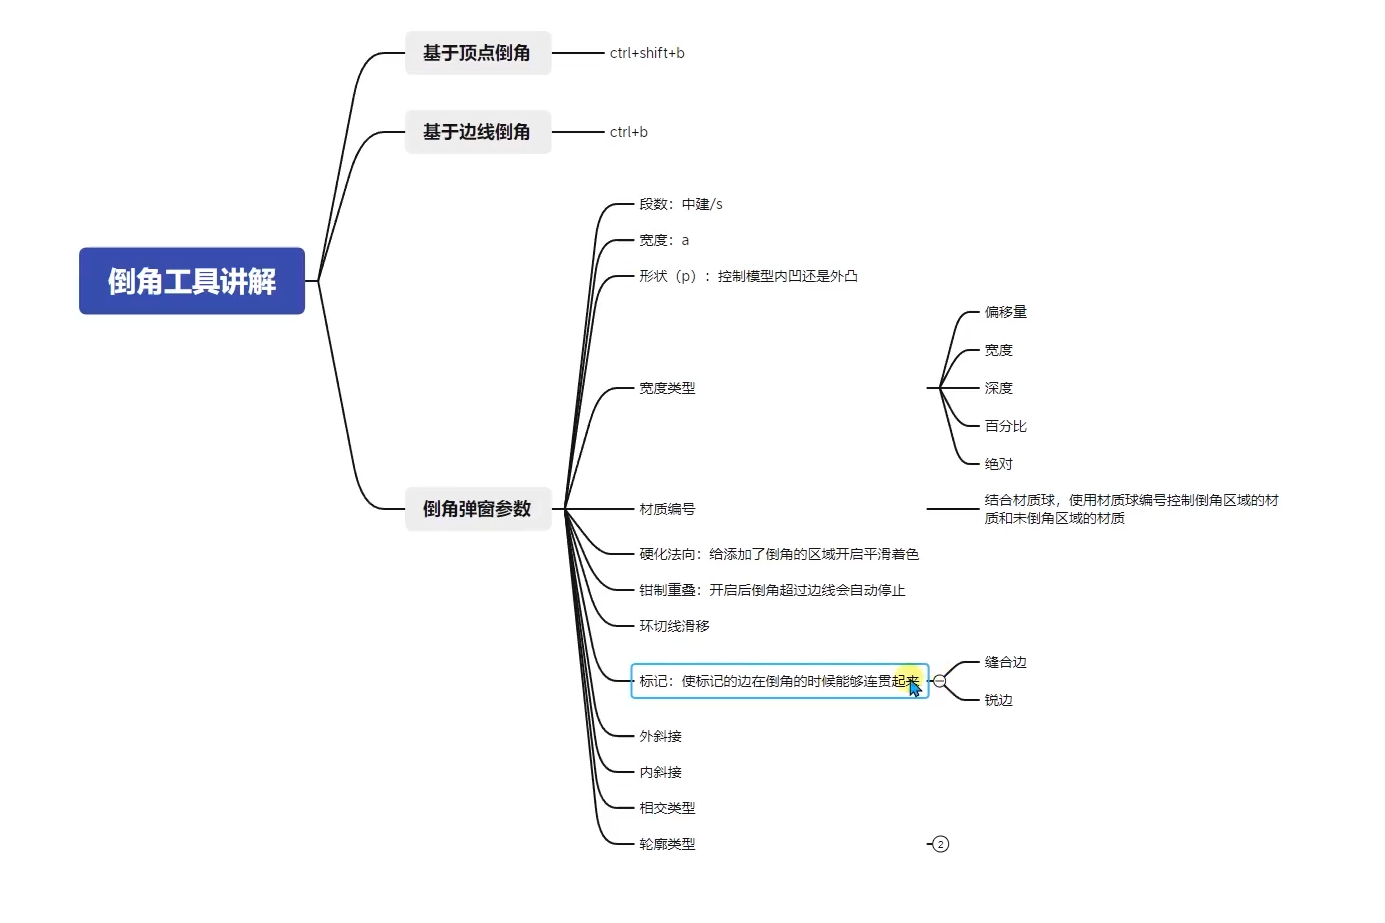 倒角工具讲解
基于顶点倒角
ctrl+shift+b
基于边线倒角
ctrl+b
倒角弹窗参数
段数：中建/s
宽度：a
形状（p）：控制模型内凹还是外凸
宽度类型
偏移量
宽度
深度
百分比
绝对
材质编号
结合材质球，使用材质球编号控制倒角区域的材
质和未倒角区域的材质
硬化法向：给添加了倒角的区域开启平滑着色
钳制重叠：开启后倒角超过边线会自动停止
环切线滑移
标记：使标记的边在倒角的时候能够连贯起来
缝合边
锐边
外斜接
内斜接
相交类型
轮廓类型
2